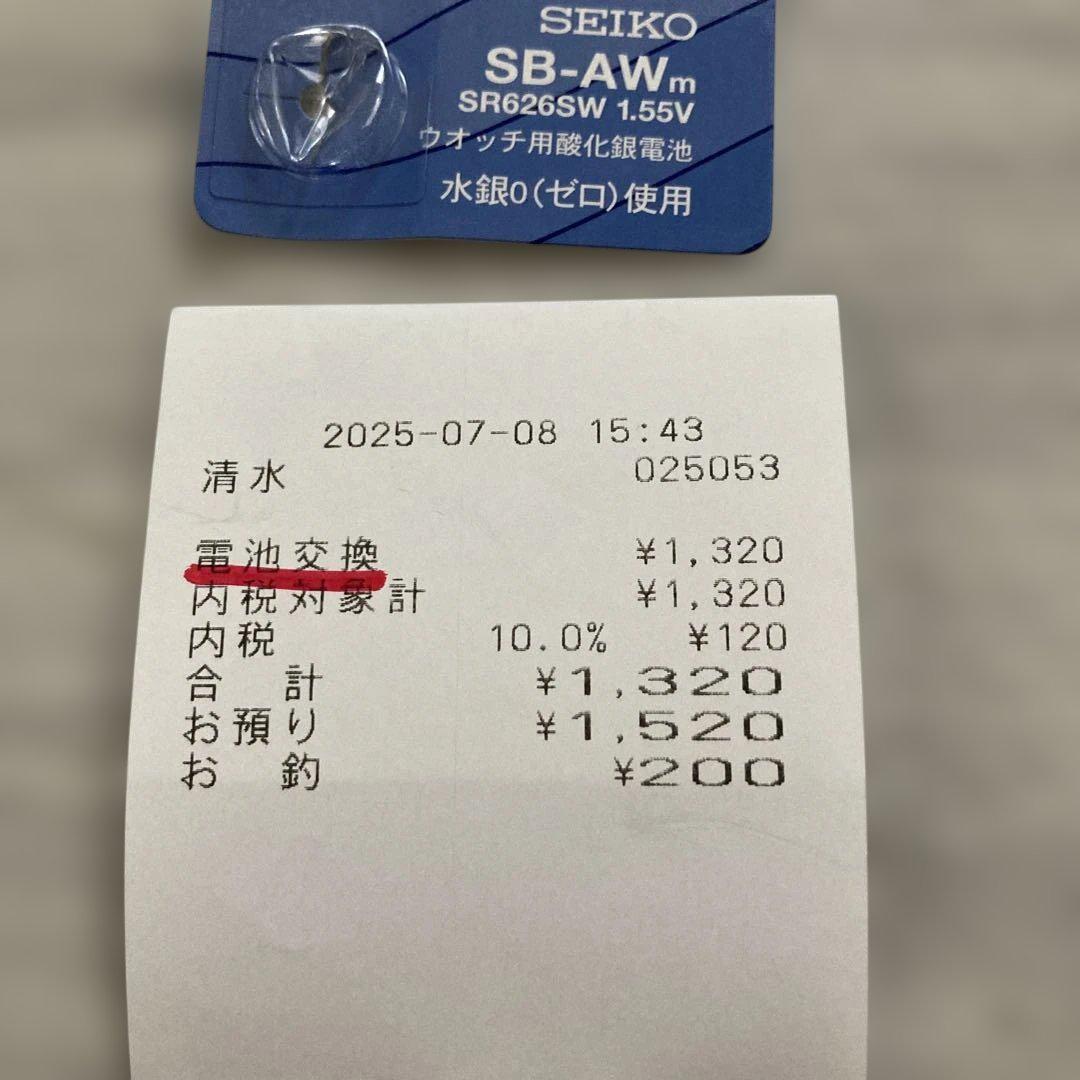 SEIKO
SB-AWm
SR626SW 1.55V
ウオッチ用酸化銀電池
水銀0(ゼロ)使用
2025-07-08 15:43
清水 025053
電池交換 ¥1,320
内税対象計 ¥1,320
内税 10.0% ¥120
合 計 ¥1,320
お預り ¥1,520
お 釣 ¥200